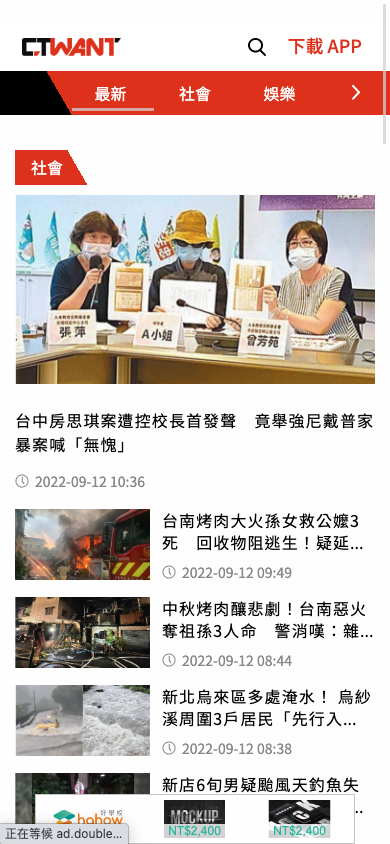 CTWANT
下載 APP
最新
社會
娛樂
社會
張萍
A小姐
曾芳苑
台中房思琪案遭控校長首發聲　竟舉強尼戴普家
暴案喊「無愧」
2022-09-12 10:36
台南烤肉大火孫女救公嬤3
死　回收物阻逃生！疑延...
2022-09-12 09:49
中秋烤肉釀悲劇！台南惡火
奪祖孫3人命　警消嘆：雜...
2022-09-12 08:44
新北烏來區多處淹水！ 烏紗
溪周圍3戶居民「先行入...
2022-09-12 08:38
新店6旬男疑颱風天釣魚失
好學校
hahow
MOCKUP
NT$2,400
NT$2,400
正在等候 ad.double...